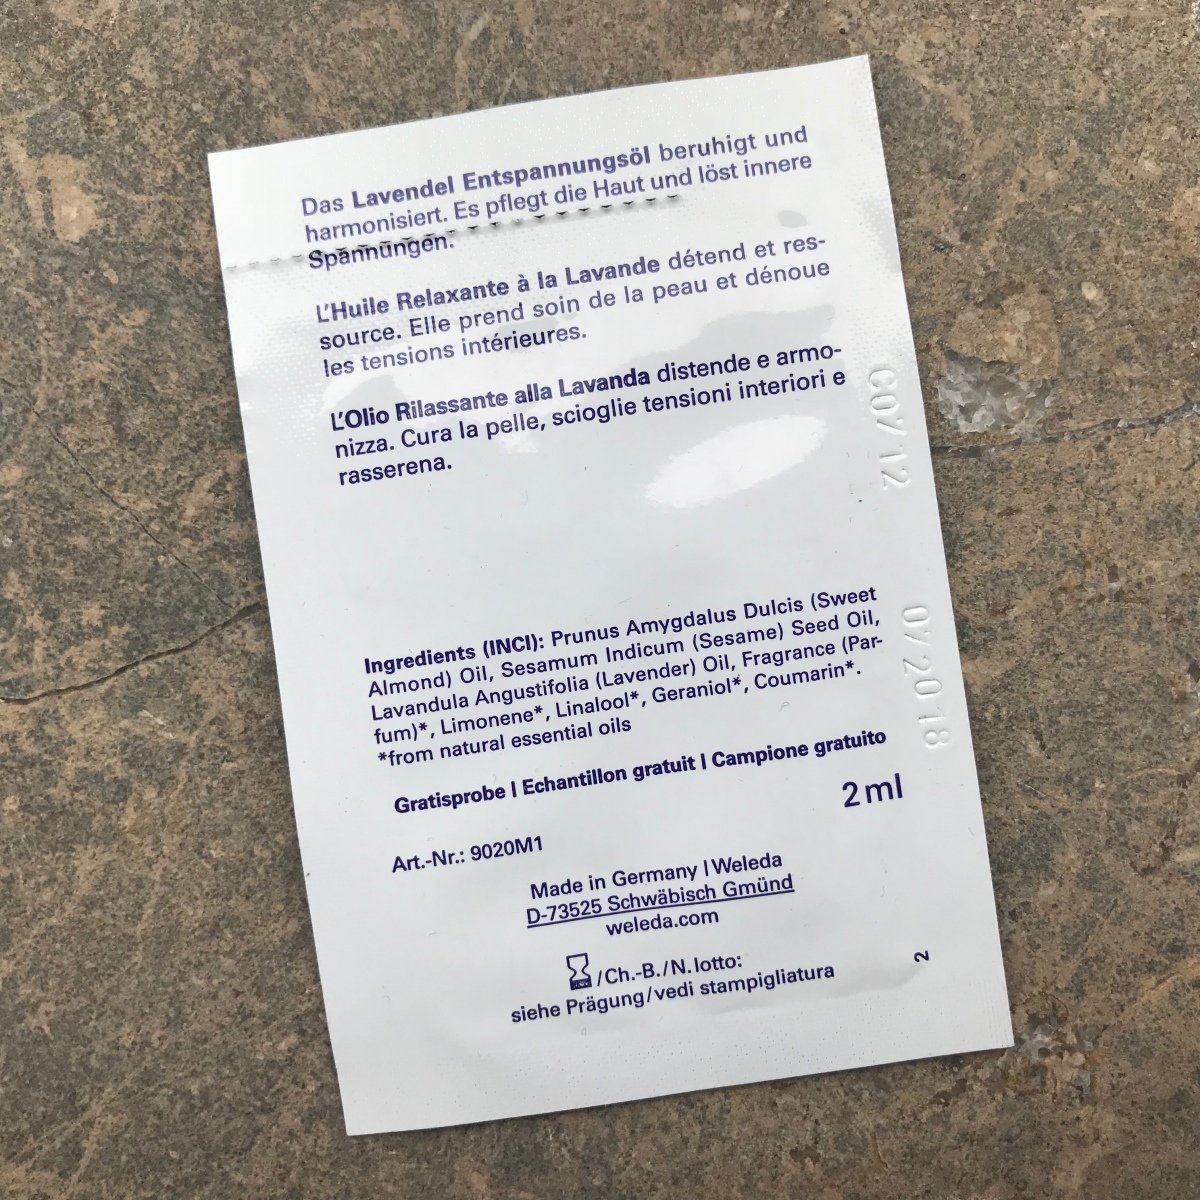 Das Lavendel Entspannungsöl beruhigt und
harmonisiert. Es pflegt die Haut und löst innere
Spannungen.
L'Huile Relaxante à la Lavande détend et res-
source. Elle prend soin de la peau et dénoue
les tensions intérieures.
L'Olio Rilassante alla Lavanda distende e armo-
nizza. Cura la pelle, scioglie tensioni interiori e
rasserena.
Ingredients (INCI): Prunus Amygdalus Dulcis (Sweet
Almond) Oil, Sesamum Indicum (Sesame) Seed Oil,
Lavandula Angustifolia (Lavender) Oil, Fragrance (Par-
fum)*, Limonene*, Linalool*, Geraniol*, Coumarin*.
*from natural essential oils
Gratisprobe | Echantillon gratuit | Campione gratuito
2 ml
Art.-Nr.: 9020M1
Made in Germany | Weleda
D-73525 Schwäbisch Gmünd
weleda.com
/Ch.-B./N. lotto:
siehe Prägung/vedi stampigliatura
2
C07 12
07/2018